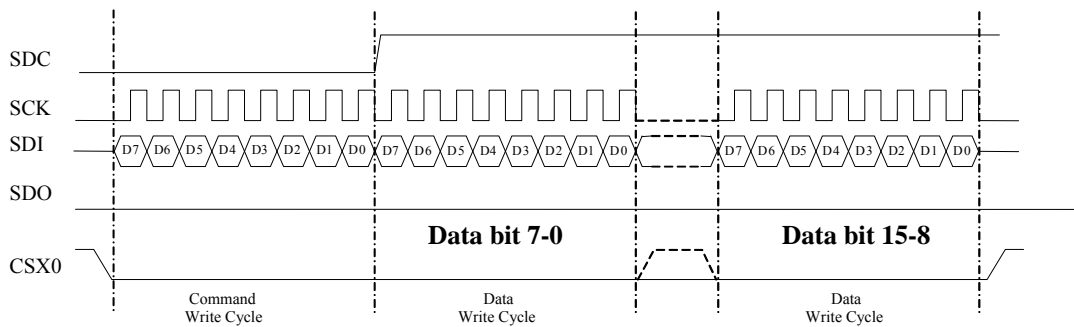 SDC
SCK
SDI D7 D6 D5 D4 D3 D2 D1 D0 D7 D6 D5 D4 D3 D2 D1 D0 D7 D6 D5 D4 D3 D2 D1 D0
SDO
Data bit 7-0 Data bit 15-8
CSX0
Command Data Data
Write Cycle Write Cycle Write Cycle